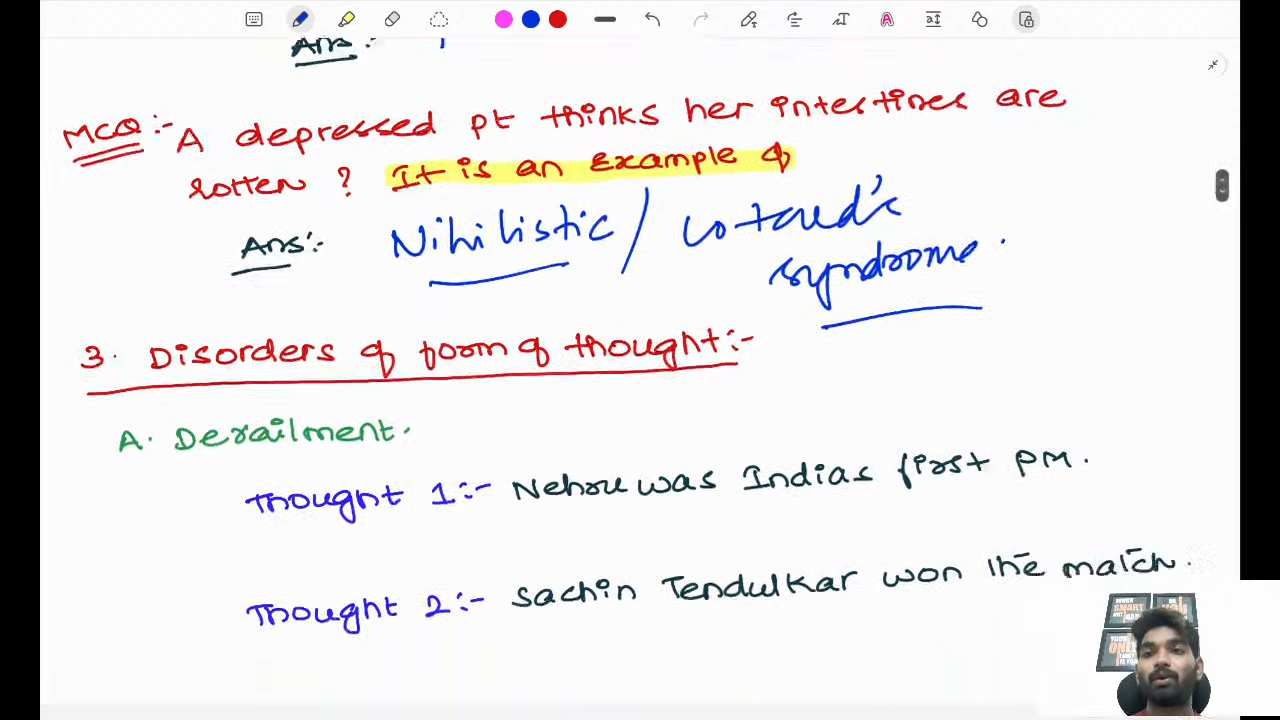 Ans :-
MCQ :- A depressed pt thinks her intestines are
rotten ? It is an Example of
Ans :- Nihilistic / Cotard's
syndrome.
3. Disorders of form of thought :-
A. Derailment.
Thought 1 :- Nehru was Indias first PM.
Thought 2 :- Sachin Tendulkar won the match.